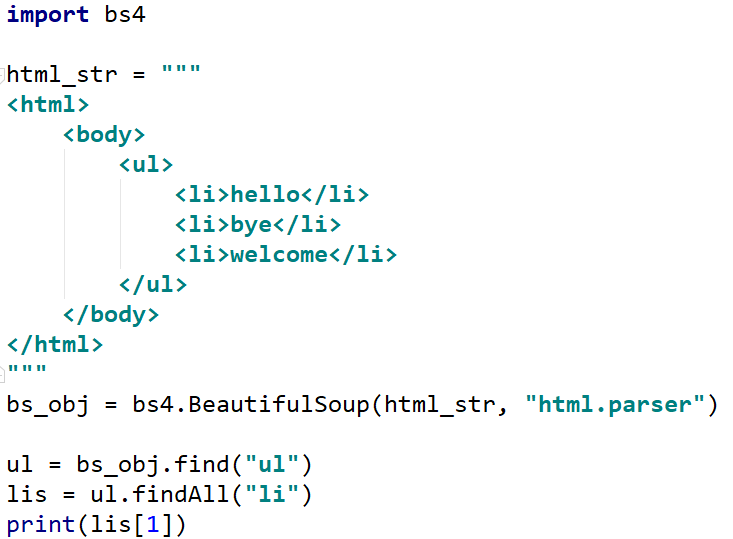 import bs4
html_str = """
<html>
    <body>
        <ul>
            <li>hello</li>
            <li>bye</li>
            <li>welcome</li>
        </ul>
    </body>
</html>
"""
bs_obj = bs4.BeautifulSoup(html_str, "html.parser")
ul = bs_obj.find("ul")
lis = ul.findAll("li")
print(lis[1])